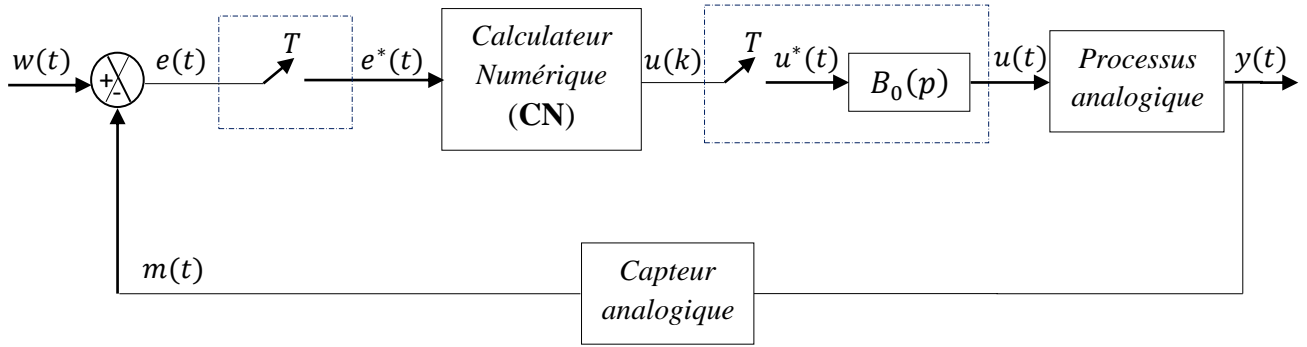 w(t)
+
-
e(t)
T
e*(t)
Calculateur
Numérique
(CN)
u(k)
T
u*(t)
B₀(p)
u(t)
Processus
analogique
y(t)
m(t)
Capteur
analogique